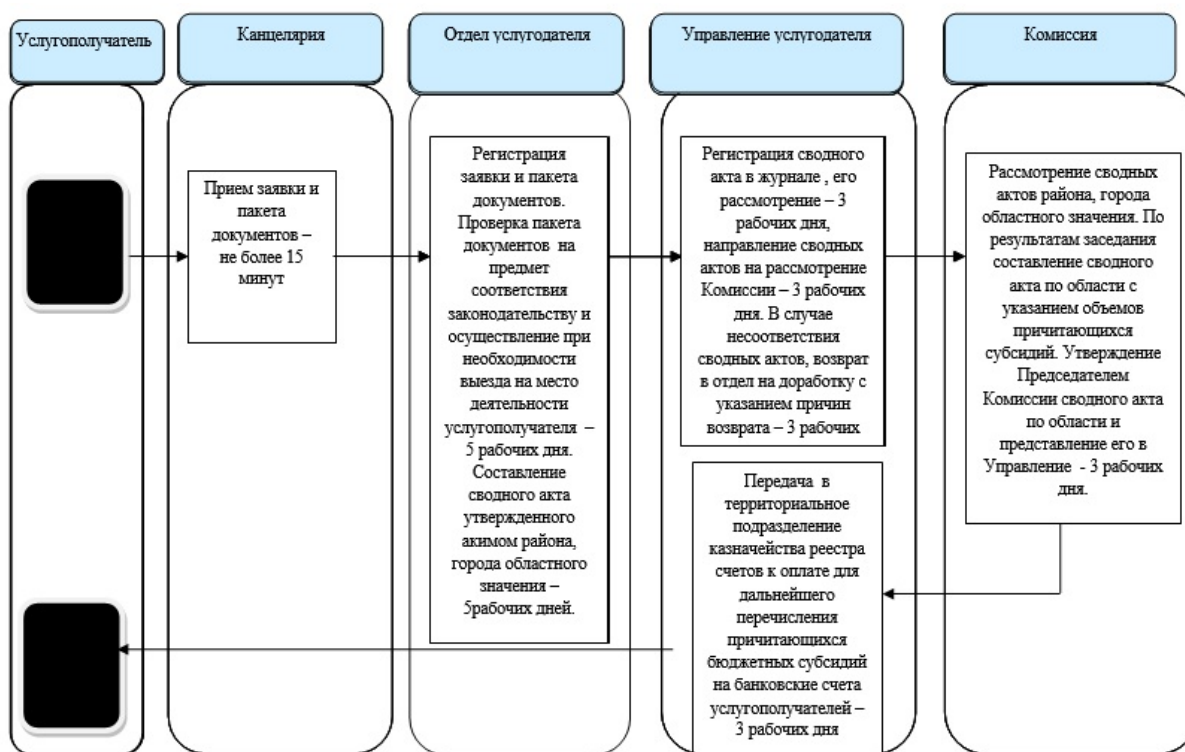 Услугополучатель
Канцелярия
Отдел услугодателя
Управление услугодателя
Комиссия
Прием заявки и
пакета
документов –
не более 15
минут
Регистрация
заявки и пакета
документов.
Проверка пакета
документов на
предмет
соответствия
законодательству и
осуществление при
необходимости
выезда на место
деятельности
услугополучателя –
5 рабочих дня.
Составление
сводного акта
утвержденного
акимом района,
города областного
значения –
5рабочих дней.
Регистрация сводного
акта в журнале , его
рассмотрение – 3
рабочих дня,
направление сводных
актов на рассмотрение
Комиссии – 3 рабочих
дня. В случае
несоответствия
сводных актов, возврат
в отдел на доработку с
указанием причин
возврата – 3 рабочих
Передача в
территориальное
подразделение
казначейства реестра
счетов к оплате для
дальнейшего
перечисления
причитающихся
бюджетных субсидий
на банковские счета
услугополучателей –
3 рабочих дня
Рассмотрение сводных
актов района, города
областного значения. По
результатам заседания
составление сводного
акта по области с
указанием объемов
причитающихся
субсидий. Утверждение
Председателем
Комиссии сводного акта
по области и
представление его в
Управление - 3 рабочих
дня.